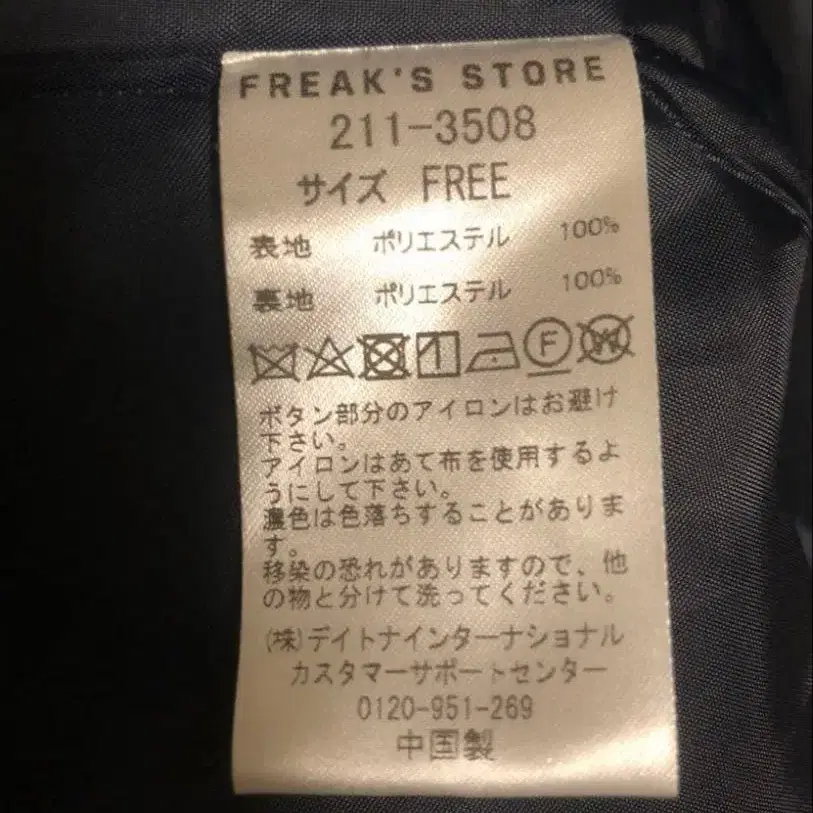 FREAK'S STORE
211-3508
サイズ FREE
表地 ポリエステル 100%
裏地 ポリエステル 100%
F W
ボタン部分のアイロンはお避け
下さい。
アイロンはあて布を使用するよ
うにして下さい。
濃色は色落ちすることがありま
す。
移染の恐れがありますので、他
の物と分けて洗ってください。
(株)デイトナインターナショナル
カスタマーサポートセンター
0120-951-269
中国製